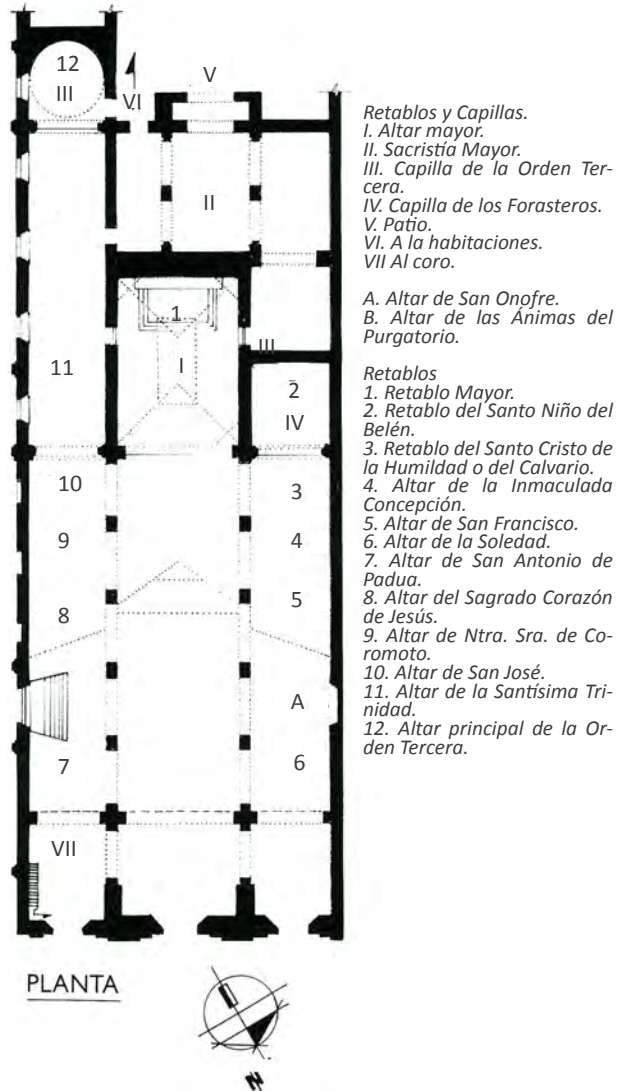 12
III
VI
V
II
1
I
III
11
2
IV
10
3
9
4
8
5
A
7
6
VII
PLANTA
N
Retablos y Capillas.
I. Altar mayor.
II. Sacristía Mayor.
III. Capilla de la Orden Ter-
cera.
IV. Capilla de los Forasteros.
V. Patio.
VI. A la habitaciones.
VII Al coro.
A. Altar de San Onofre.
B. Altar de las Ánimas del
Purgatorio.
Retablos
1. Retablo Mayor.
2. Retablo del Santo Niño del
Belén.
3. Retablo del Santo Cristo de
la Humildad o del Calvario.
4. Altar de la Inmaculada
Concepción.
5. Altar de San Francisco.
6. Altar de la Soledad.
7. Altar de San Antonio de
Padua.
8. Altar del Sagrado Corazón
de Jesús.
9. Altar de Ntra. Sra. de Co-
romoto.
10. Altar de San José.
11. Altar de la Santísima Tri-
nidad.
12. Altar principal de la Or-
den Tercera.